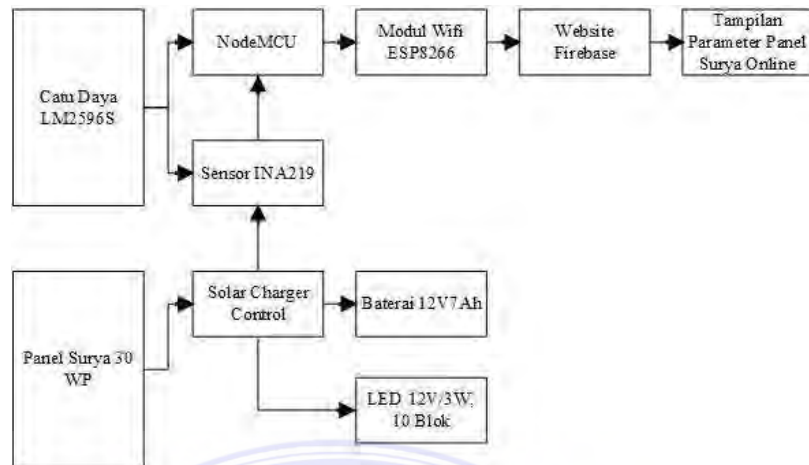 NodeMCU
Modul Wifi
ESP8266
Website
Firebase
Tampilan
Parameter Panel
Surya Online
Catu Daya
LM2596S
Sensor INA219
Solar Charger
Control
Baterai 12V7Ah
Panel Surya 30
WP
LED 12V/3W,
10 Blok